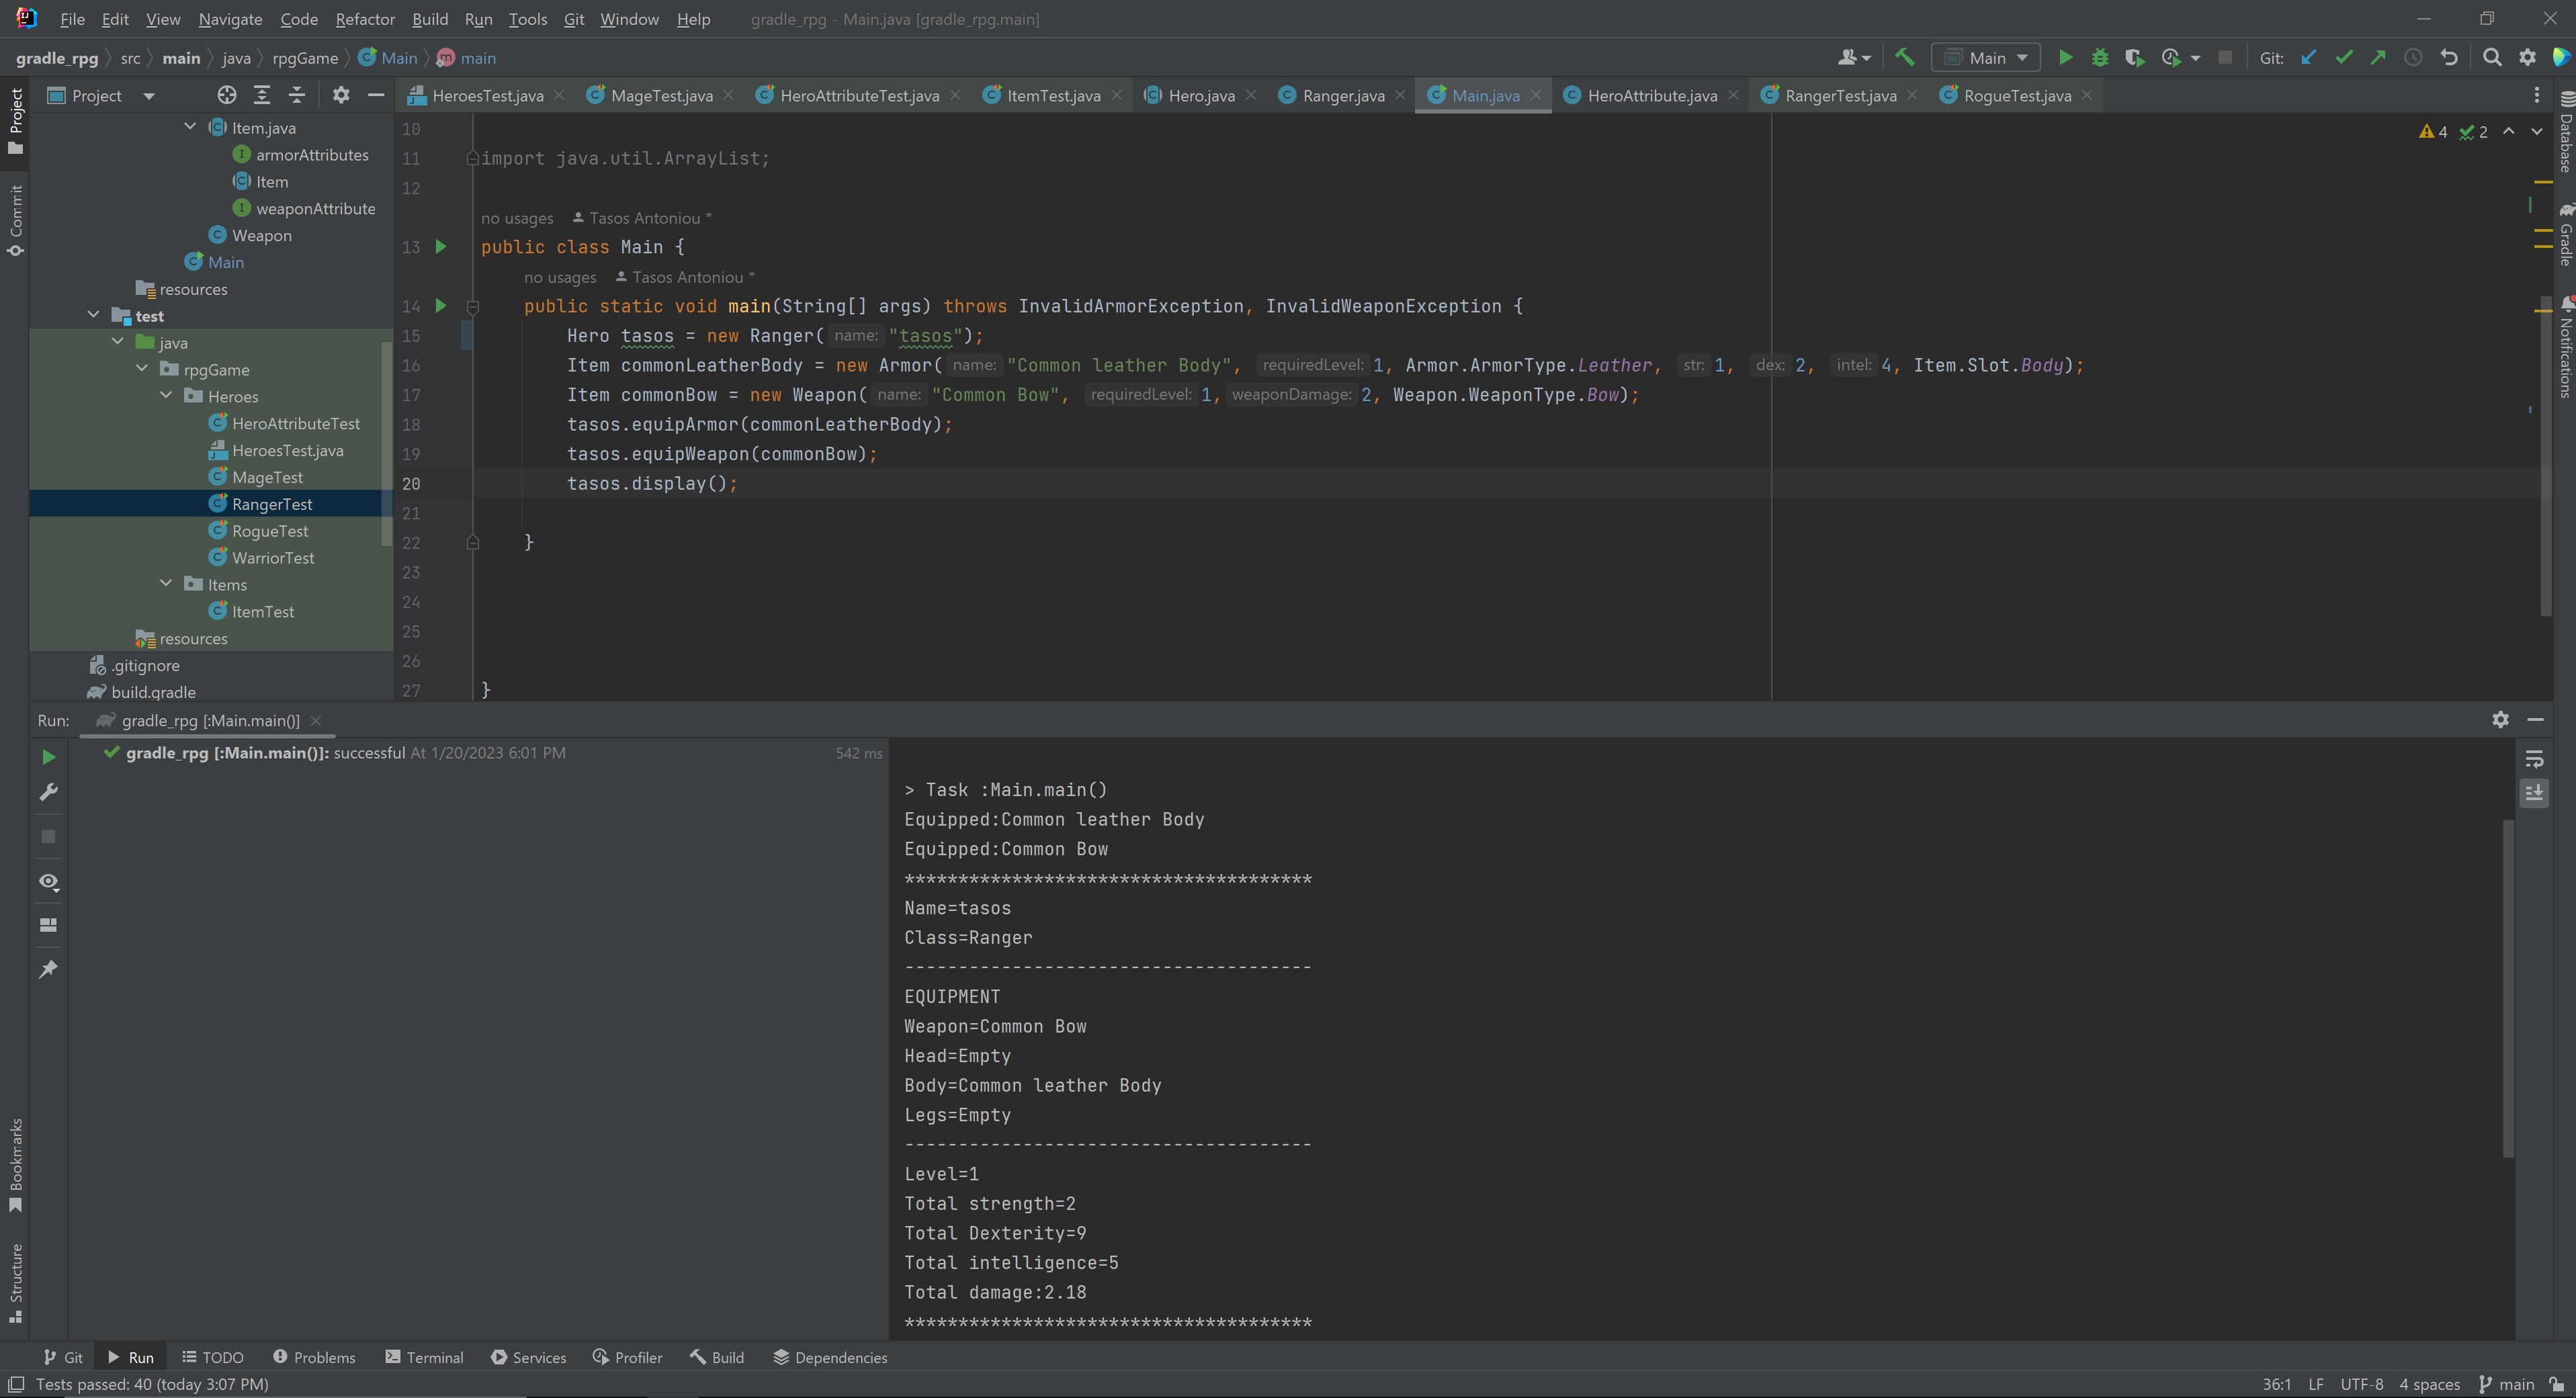 File Edit View Navigate Code Refactor Build Run Tools Git Window Help gradle_rpg - Main.java [gradle_rpg.main]
gradle_rpg src main java rpgGame Main main Main Git:
Project
HeroesTest.java MageTest.java HeroAttributeTest.java ItemTest.java Hero.java Ranger.java Main.java HeroAttribute.java RangerTest.java RogueTest.java
Project
Commit
Bookmarks
Structure
Item.java
armorAttributes
Item
weaponAttribute
Weapon
Main
resources
test
java
rpgGame
Heroes
HeroAttributeTest
HeroesTest.java
MageTest
RangerTest
RogueTest
WarriorTest
Items
ItemTest
resources
.gitignore
build.gradle
4 2
10
11 import java.util.ArrayList;
12
no usages Tasos Antoniou *
13 public class Main {
no usages Tasos Antoniou *
14 public static void main(String[] args) throws InvalidArmorException, InvalidWeaponException {
15 Hero tasos = new Ranger( name: "tasos");
16 Item commonLeatherBody = new Armor( name: "Common leather Body", requiredLevel: 1, Armor.ArmorType.Leather, str: 1, dex: 2, intel: 4, Item.Slot.Body);
17 Item commonBow = new Weapon( name: "Common Bow", requiredLevel: 1, weaponDamage: 2, Weapon.WeaponType.Bow);
18 tasos.equipArmor(commonLeatherBody);
19 tasos.equipWeapon(commonBow);
20 tasos.display();
21
22 }
23
24
25
26
27 }
Database
Gradle
Notifications
Run: gradle_rpg [:Main.main()]
gradle_rpg [:Main.main()]: successful At 1/20/2023 6:01 PM 542 ms
> Task :Main.main()
Equipped:Common leather Body
Equipped:Common Bow
**************************************
Name=tasos
Class=Ranger
--------------------------------------
EQUIPMENT
Weapon=Common Bow
Head=Empty
Body=Common leather Body
Legs=Empty
--------------------------------------
Level=1
Total strength=2
Total Dexterity=9
Total intelligence=5
Total damage:2.18
**************************************
Git Run TODO Problems Terminal Services Profiler Build Dependencies
Tests passed: 40 (today 3:07 PM) 36:1 LF UTF-8 4 spaces main